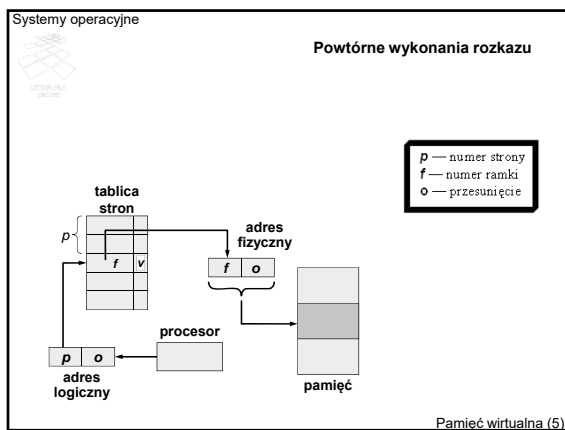 Systemy operacyjne
Powtórne wykonania rozkazu
p — numer strony
f — numer ramki
o — przesunięcie
tablica
stron
p
f v
adres
fizyczny
f o
procesor
p o
adres
logiczny
pamięć
Pamięć wirtualna (5)